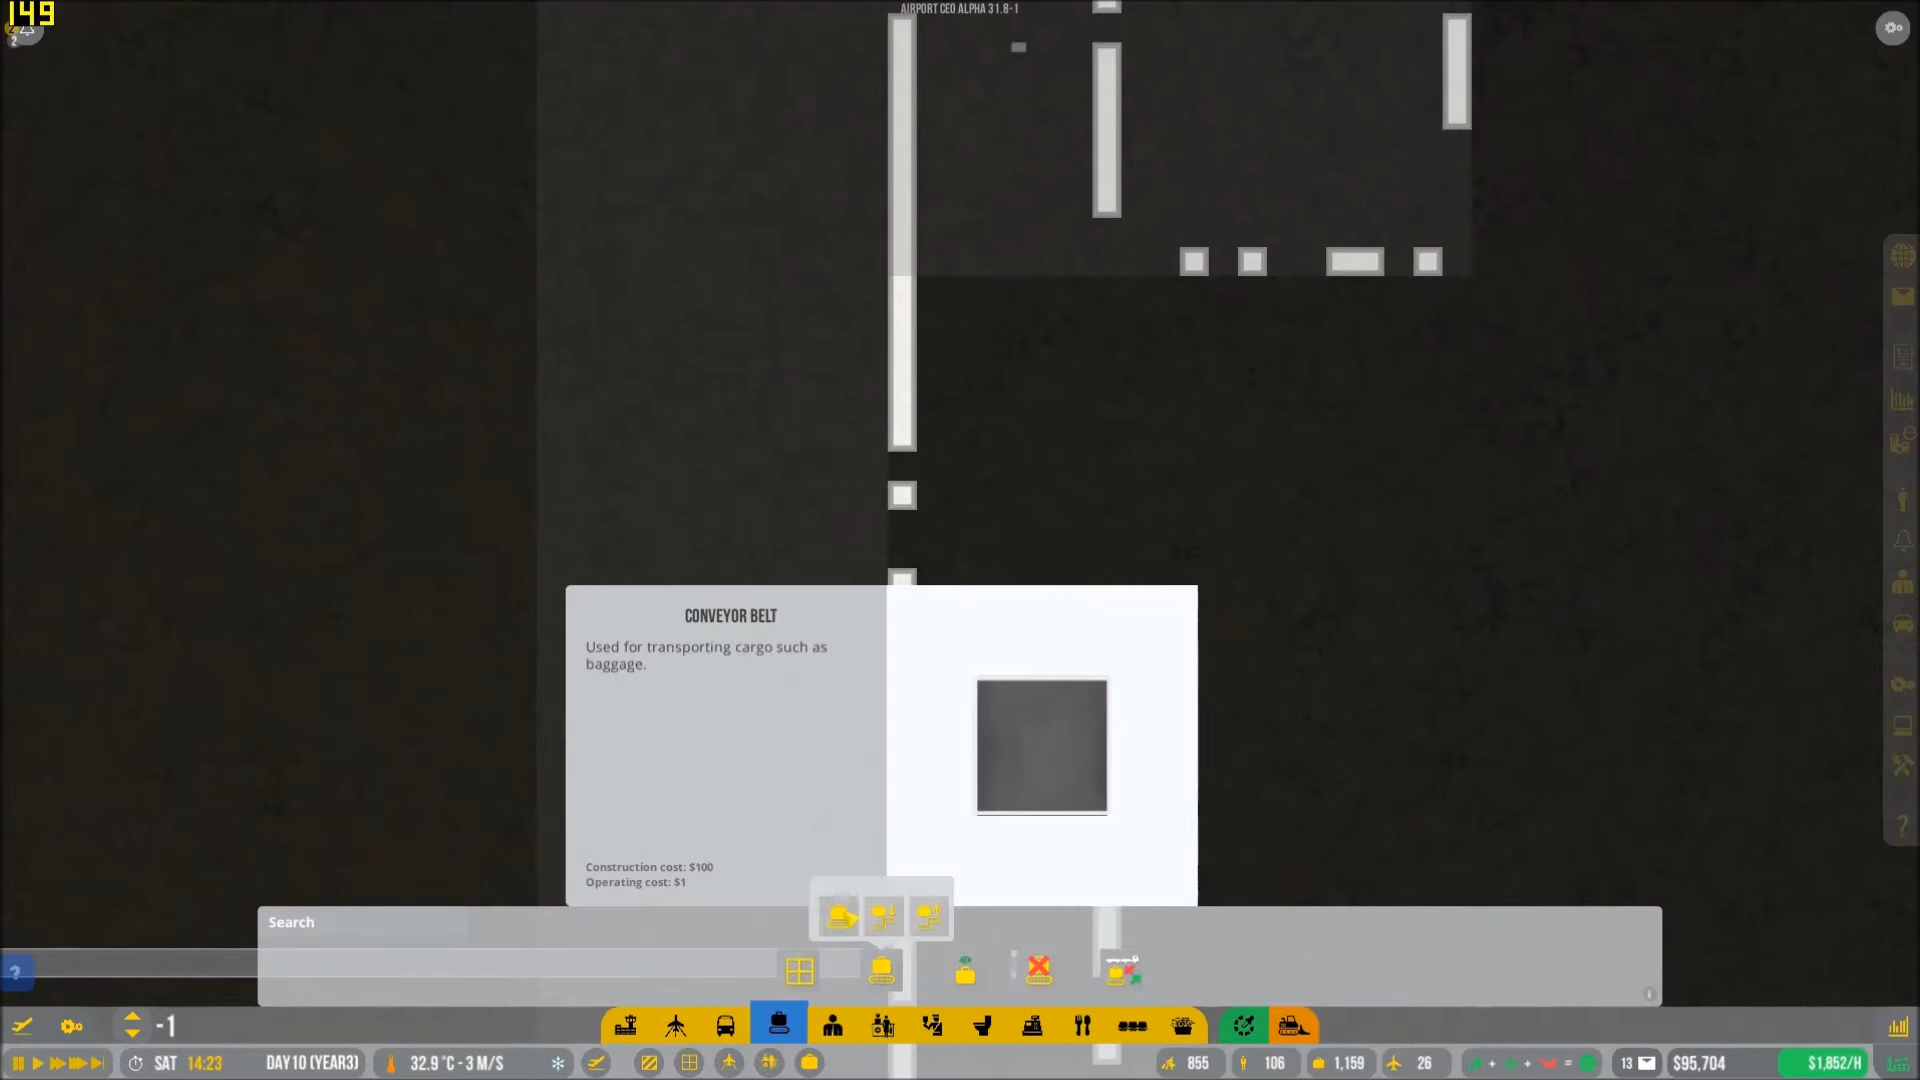 149
AIRPORT CEO ALPHA 31.8-1
2
CONVEYOR BELT
Used for transporting cargo such as
baggage.
Construction cost: $100
Operating cost: $1
Search
?
?
-1
SAT 14:23 DAY 10 (YEAR3) 32.9 °C - 3 M/S 855 106 1,159 26 + + = 13 $95,704 $1,852/H